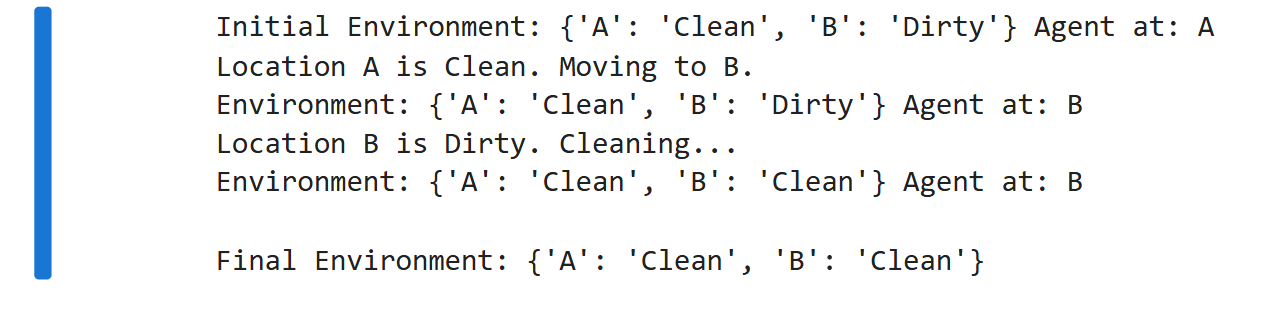 Initial Environment: {'A': 'Clean', 'B': 'Dirty'} Agent at: A
Location A is Clean. Moving to B.
Environment: {'A': 'Clean', 'B': 'Dirty'} Agent at: B
Location B is Dirty. Cleaning...
Environment: {'A': 'Clean', 'B': 'Clean'} Agent at: B
Final Environment: {'A': 'Clean', 'B': 'Clean'}